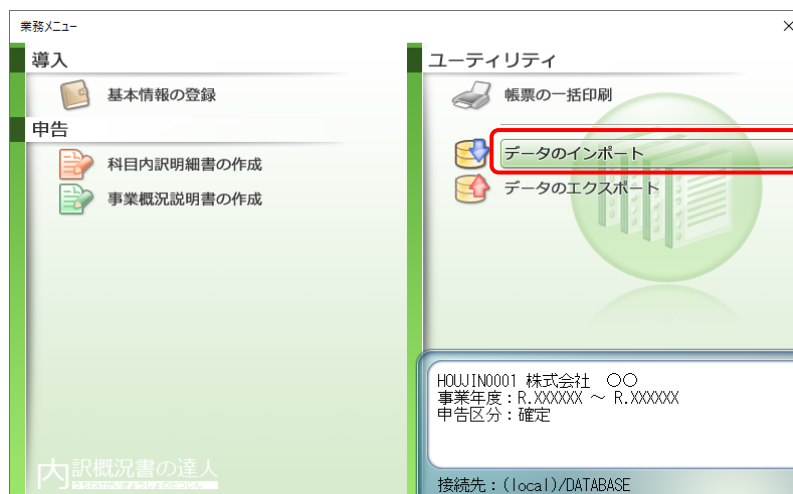 業務メニュー
導入
基本情報の登録
申告
科目内訳明細書の作成
事業概況説明書の作成
ユーティリティ
帳票の一括印刷
データのインポート
データのエクスポート
HOUJIN0001 株式会社 〇〇
事業年度：R.XXXXXX ～ R.XXXXXX
申告区分：確定
内訳概況書の達人
接続先：(local)/DATABASE